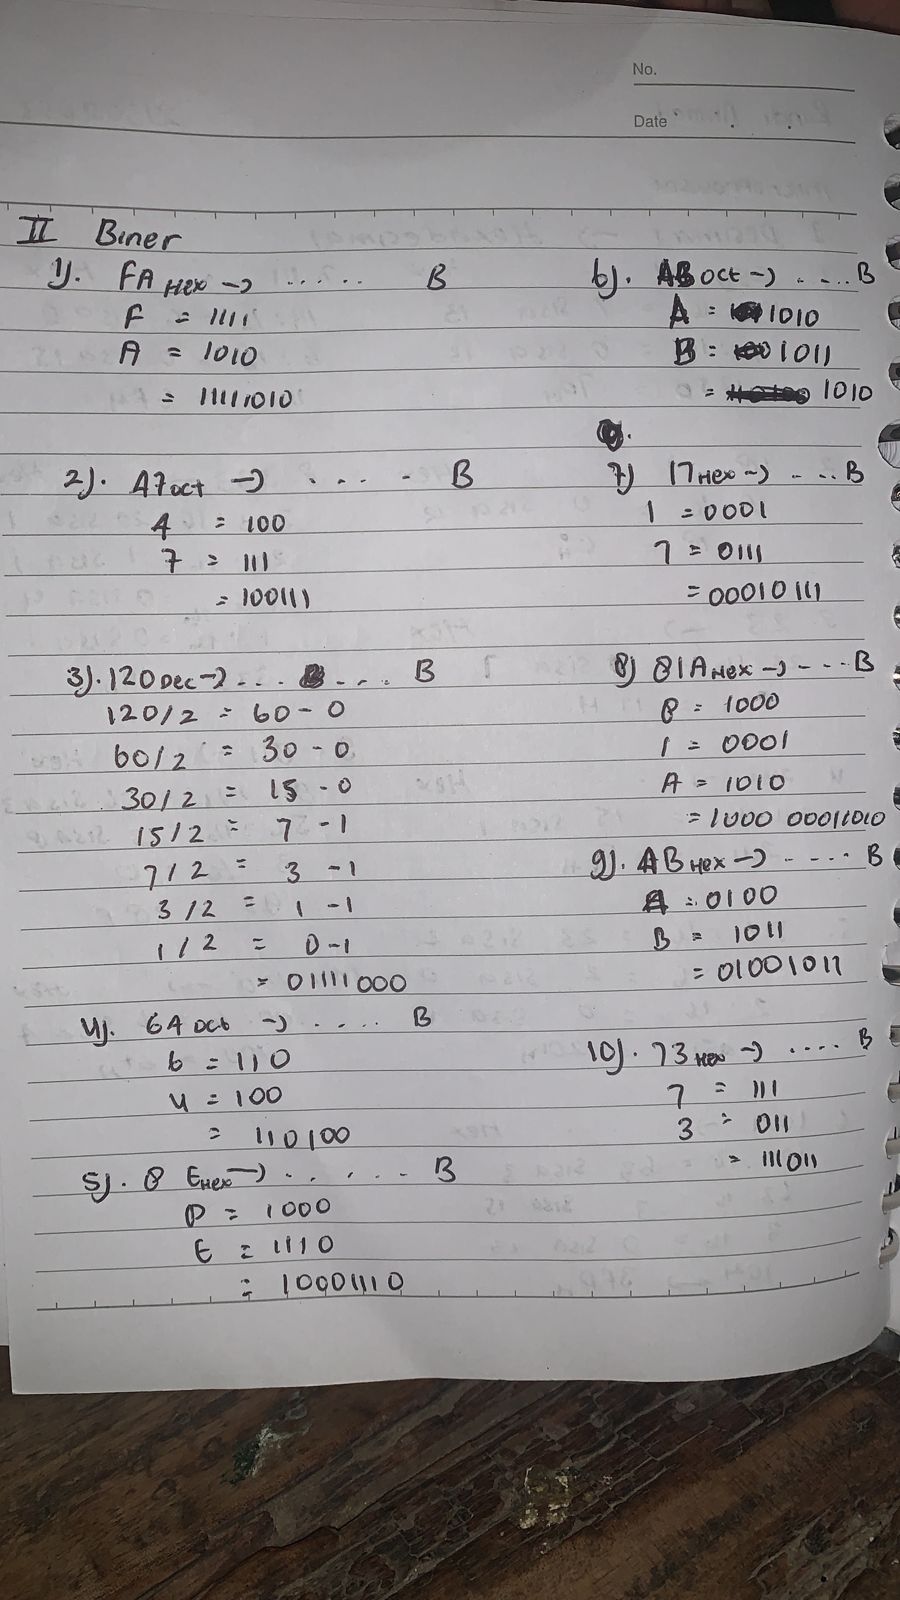 No.
Date
II Biner
1). FA Hex → ...... B
F = 1111
A = 1010
= 11111010
2). 47 oct → .... B
4 = 100
7 = 111
= 100111
3). 120 Dec → ... .... B
120/2 = 60 - 0
60/2 = 30 - 0
30/2 = 15 - 0
15/2 = 7 - 1
7/2 = 3 - 1
3/2 = 1 - 1
1/2 = 0 - 1
= 01111000
4). 64 oct → ..... B
6 = 110
4 = 100
= 110100
5). 8 EHex → ...... B
8 = 1000
E = 1110
= 10001110
6). AB oct → ..... B
A = 1010
B = 1011
= 1010
7) 17 Hex → .... B
1 = 0001
7 = 0111
= 00010111
8) 81A Hex → ... B
8 = 1000
1 = 0001
A = 1010
= 1000 00011010
9). AB Hex → ..... B
= 0100
B = 1011
= 01001011
10). 73 Hex → .... B
7 = 111
3 = 011
= 111011